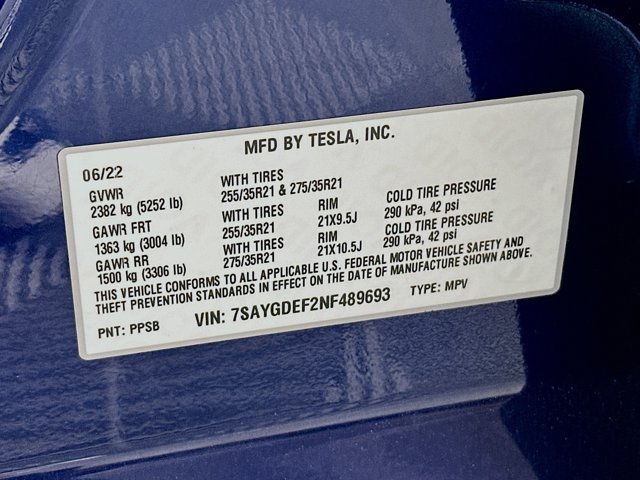 MFD BY TESLA, INC.
06/22
GVWR WITH TIRES
2382 kg (5252 lb) 255/35R21 & 275/35R21
GAWR FRT WITH TIRES RIM COLD TIRE PRESSURE
1363 kg (3004 lb) 255/35R21 21X9.5J 290 kPa, 42 psi
GAWR RR WITH TIRES RIM COLD TIRE PRESSURE
1500 kg (3306 lb) 275/35R21 21X10.5J 290 kPa, 42 psi
THIS VEHICLE CONFORMS TO ALL APPLICABLE U.S. FEDERAL MOTOR VEHICLE SAFETY AND
THEFT PREVENTION STANDARDS IN EFFECT ON THE DATE OF MANUFACTURE SHOWN ABOVE.
PNT: PPSB VIN: 7SAYGDEF2NF489693 TYPE: MPV